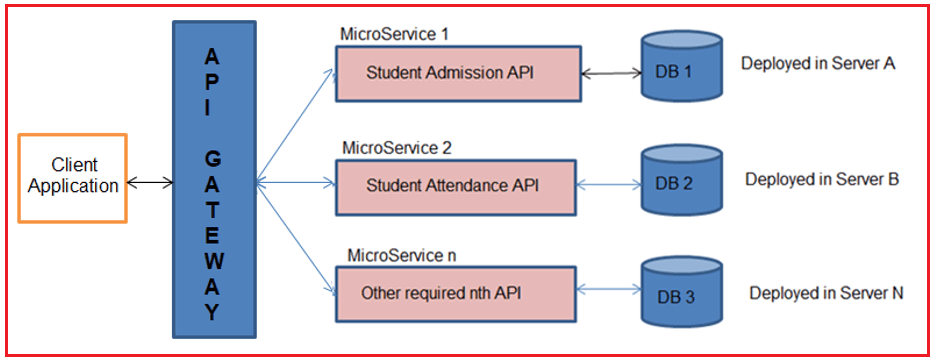 Client
Application
A
P
I
G
A
T
E
W
A
Y
MicroService 1
Student Admission API
DB 1
Deployed in Server A
MicroService 2
Student Attendance API
DB 2
Deployed in Server B
MicroService n
Other required nth API
DB 3
Deployed in Server N